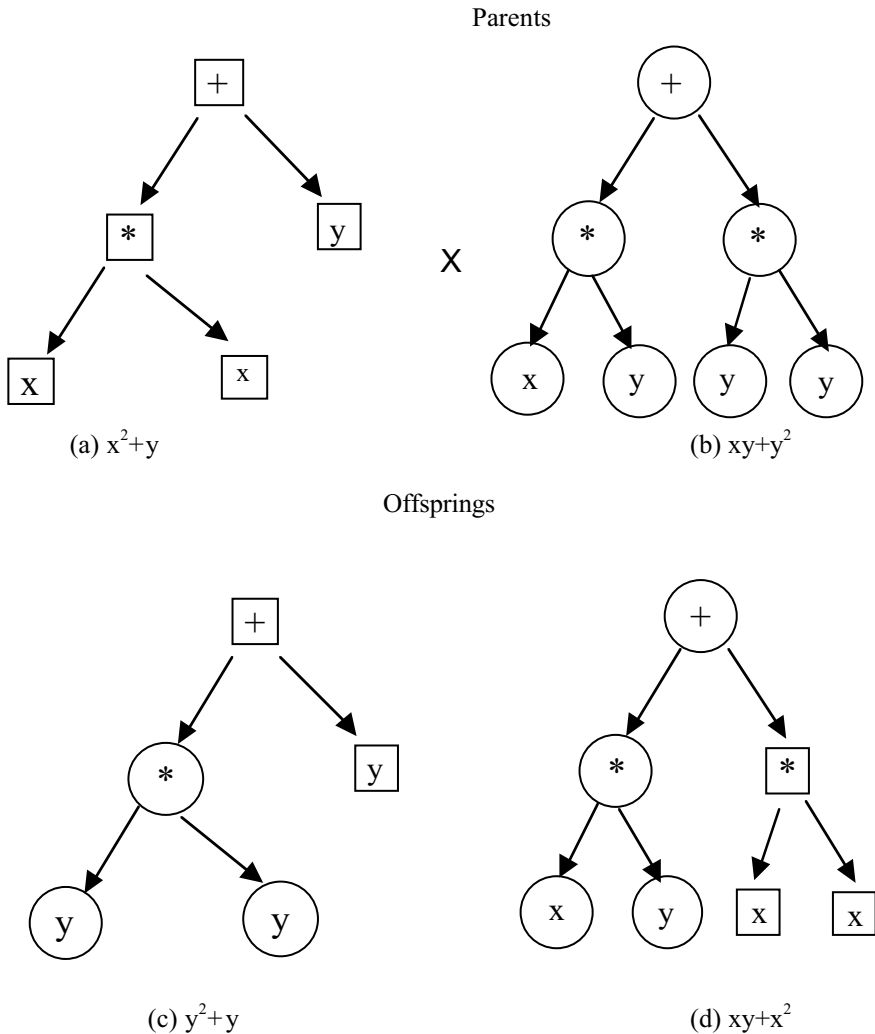 Parents
+
+
*
y
*
*
X
x
x
x
y
y
y
(a) x²+y
(b) xy+y²
Offsprings
+
+
*
y
*
*
y
y
x
y
x
x
(c) y²+y
(d) xy+x²